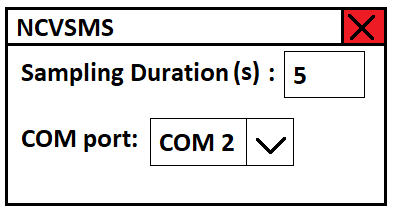 NCVSMS
Sampling Duration (s) : 5
COM port: COM 2